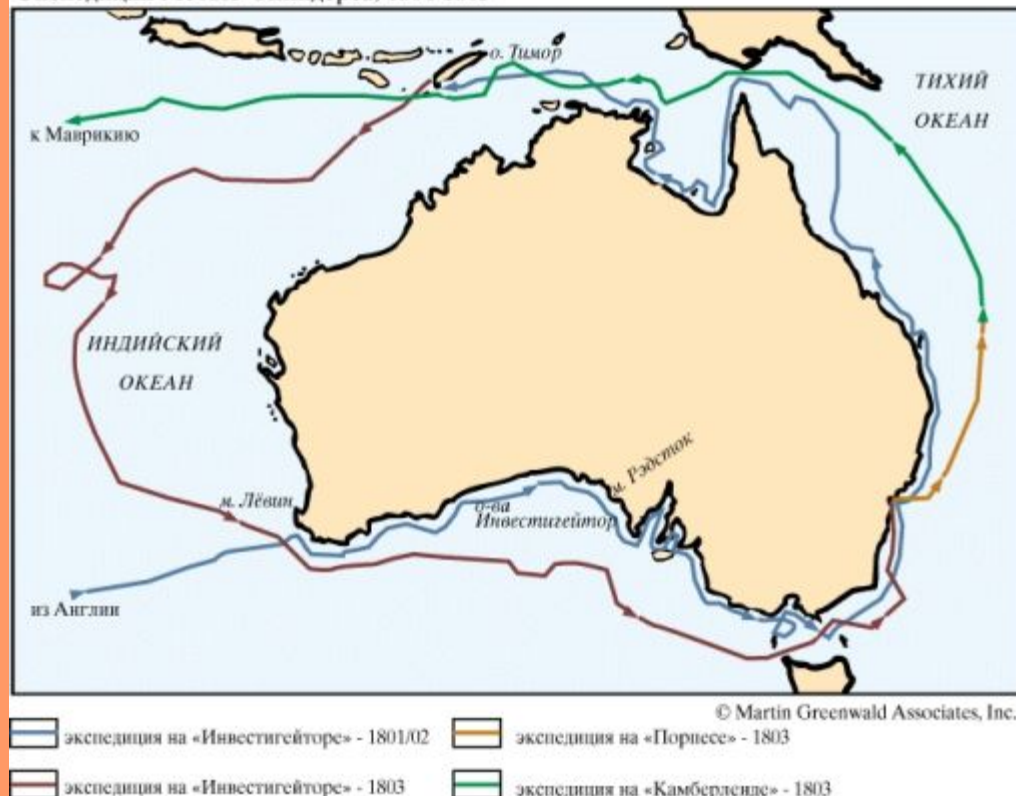 о. Тимор
ТИХИЙ
ОКЕАН
к Маврикию
ИНДИЙСКИЙ
ОКЕАН
м. Рэдсток
м. Лёвин
о-ва
Инвестигейтор
из Англии
© Martin Greenwald Associates, Inc.
экспедиция на «Инвестигейторе» - 1801/02
экспедиция на «Порпесе» - 1803
экспедиция на «Инвестигейторе» - 1803
экспедиция на «Камберленде» - 1803